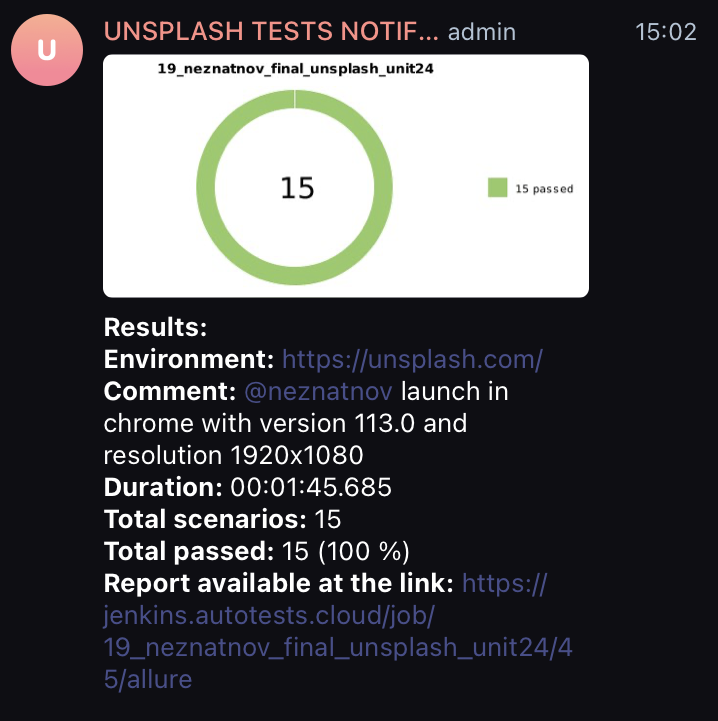 U
UNSPLASH TESTS NOTIF... admin 15:02
19_neznatnov_final_unsplash_unit24
15
15 passed
Results:
Environment: https://unsplash.com/
Comment: @neznatnov launch in
chrome with version 113.0 and
resolution 1920x1080
Duration: 00:01:45.685
Total scenarios: 15
Total passed: 15 (100 %)
Report available at the link: https://
jenkins.autotests.cloud/job/
19_neznatnov_final_unsplash_unit24/4
5/allure